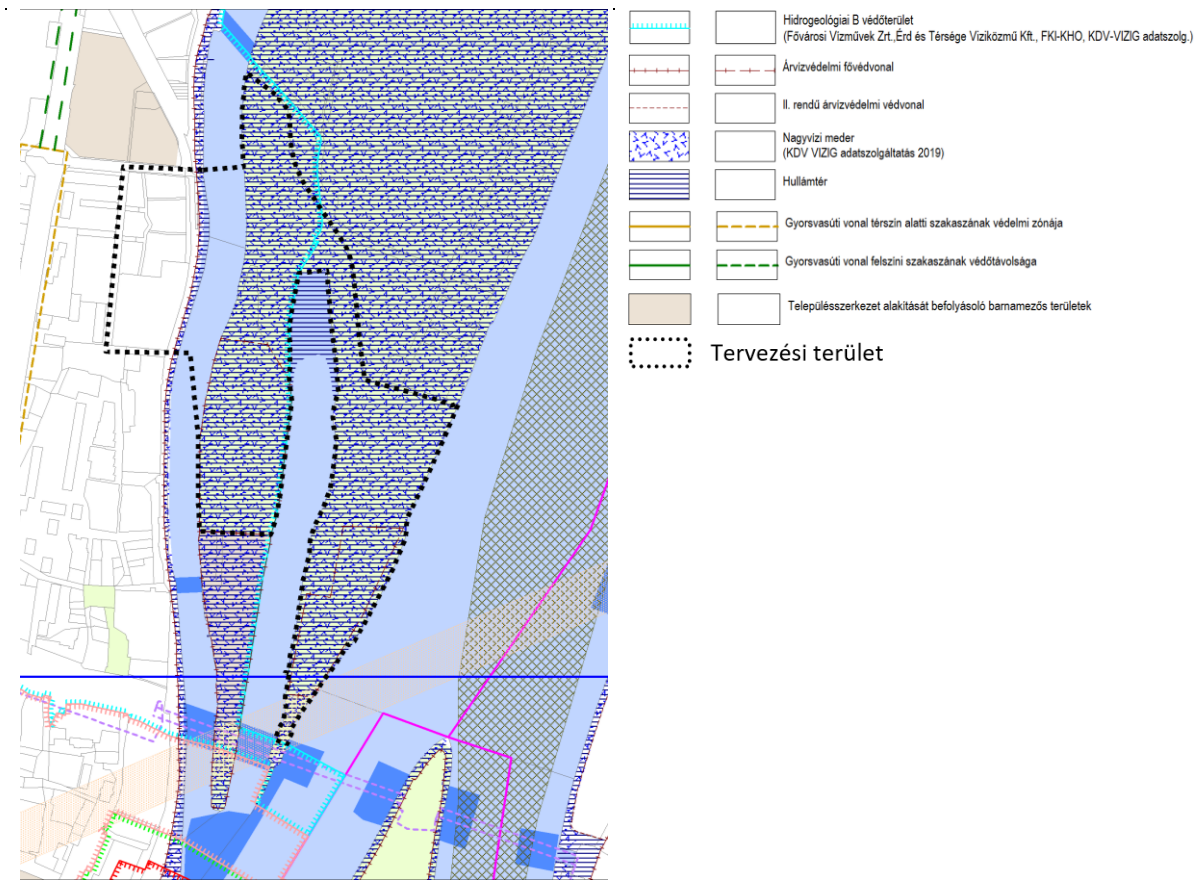 Hidrogeológiai B védőterület
(Fővárosi Vízművek Zrt.,Érd és Térsége Víziközmű Kft., FKI-KHO, KDV-VIZIG adatszolg.)
Árvízvédelmi fővédvonal
II. rendű árvízvédelmi védvonal
Nagyvízi meder
(KDV VIZIG adatszolgáltatás 2019)
Hullámtér
Gyorsvasúti vonal térszín alatti szakaszának védelmi zónája
Gyorsvasúti vonal felszíni szakaszának védőtávolsága
Településszerkezet alakítását befolyásoló barnamezős területek
Tervezési terület